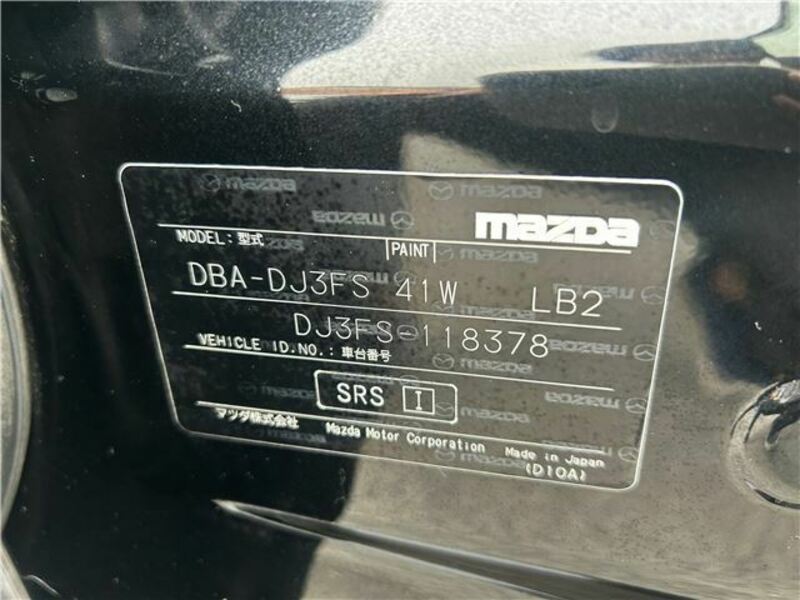 mazda
MODEL: 型式
PAINT
DBA-DJ3FS 41W LB2
DJ3FS-118378
VEHICLE ID.NO.: 車台番号
SRS I
マツダ株式会社 Mazda Motor Corporation Made in Japan
(D10A)